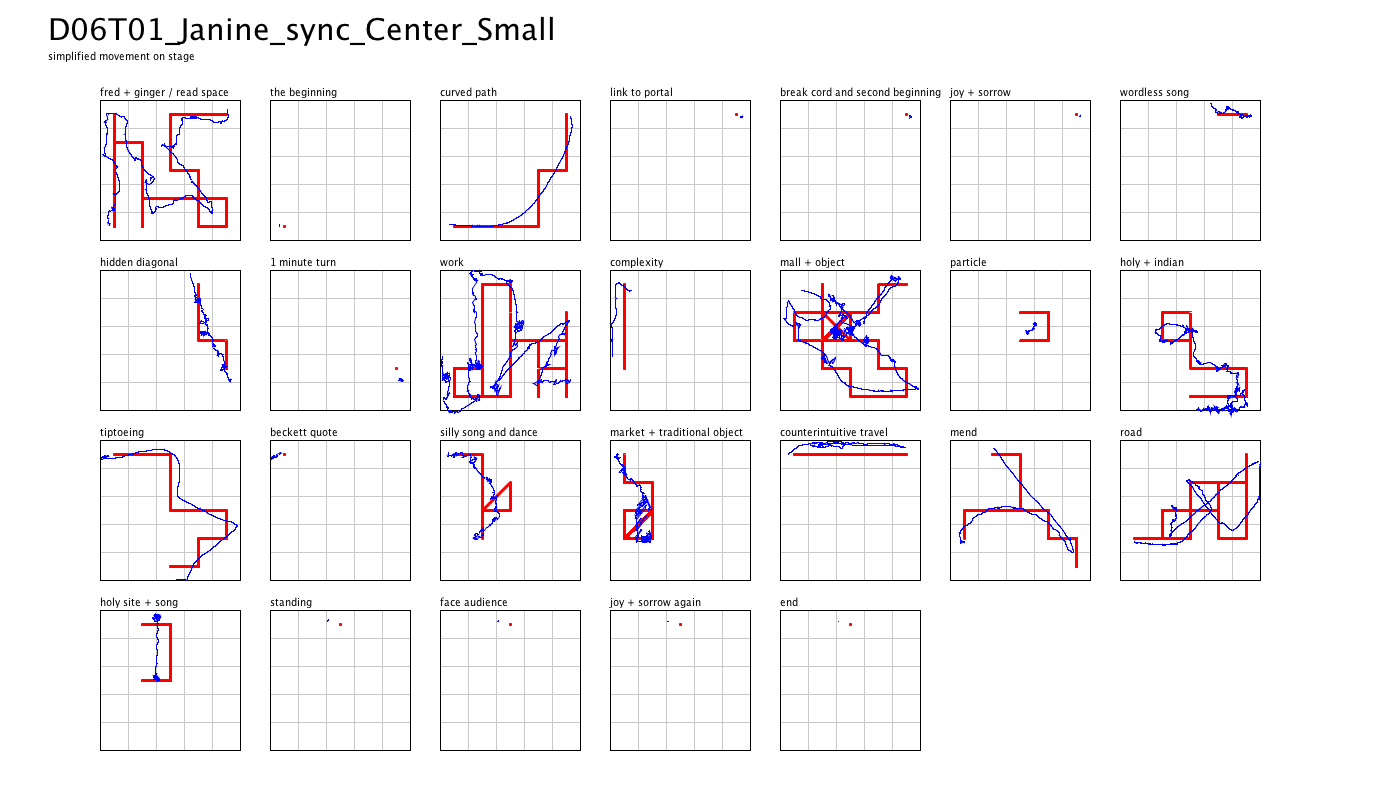 D06T01_Janine_sync_Center_Small
simplified movement on stage
fred + ginger / read space
the beginning
curved path
link to portal
break cord and second beginning
joy + sorrow
wordless song
hidden diagonal
1 minute turn
work
complexity
mall + object
particle
holy + indian
tiptoeing
beckett quote
silly song and dance
market + traditional object
counterintuitive travel
mend
road
holy site + song
standing
face audience
joy + sorrow again
end